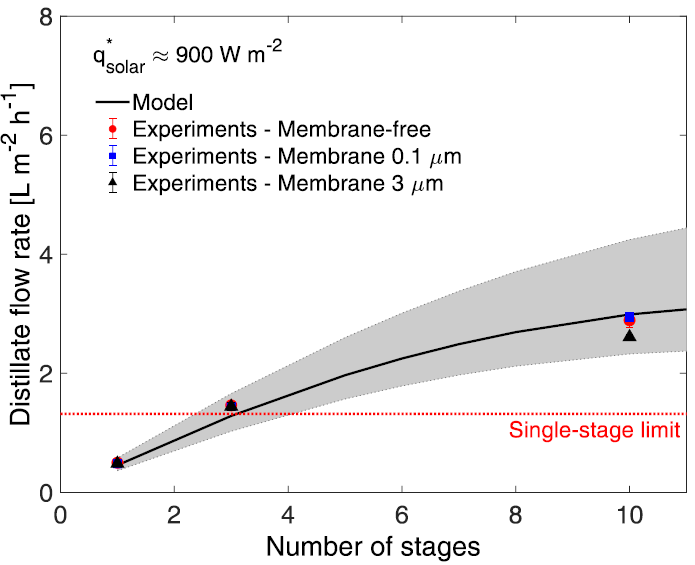 q*solar ≈ 900 W m-2
Model
Experiments - Membrane-free
Experiments - Membrane 0.1 μm
Experiments - Membrane 3 μm
Distillate flow rate [L m-2 h-1]
8
6
4
2
0
Single-stage limit
0 2 4 6 8 10
Number of stages